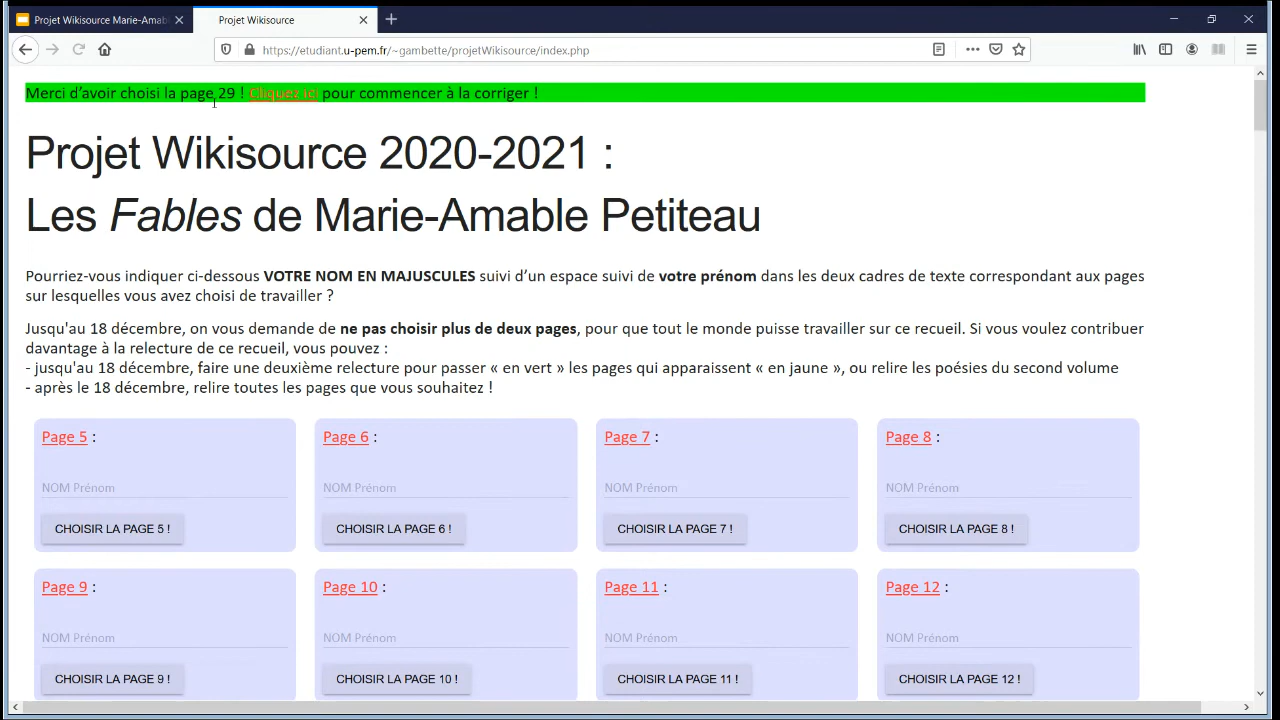 Projet Wikisource Marie-Amab
Projet Wikisource
https://etudiant.u-pem.fr/~gambette/projetWikisource/index.php
Merci d’avoir choisi la page 29 ! Cliquez ici pour commencer à la corriger !
Projet Wikisource 2020-2021 :
Les Fables de Marie-Amable Petiteau
Pourriez-vous indiquer ci-dessous VOTRE NOM EN MAJUSCULES suivi d’un espace suivi de votre prénom dans les deux cadres de texte correspondant aux pages
sur lesquelles vous avez choisi de travailler ?
Jusqu'au 18 décembre, on vous demande de ne pas choisir plus de deux pages, pour que tout le monde puisse travailler sur ce recueil. Si vous voulez contribuer
davantage à la relecture de ce recueil, vous pouvez :
- jusqu'au 18 décembre, faire une deuxième relecture pour passer « en vert » les pages qui apparaissent « en jaune », ou relire les poésies du second volume
- après le 18 décembre, relire toutes les pages que vous souhaitez !
Page 5 : Page 6 : Page 7 : Page 8 :
NOM Prénom NOM Prénom NOM Prénom NOM Prénom
CHOISIR LA PAGE 5 ! CHOISIR LA PAGE 6 ! CHOISIR LA PAGE 7 ! CHOISIR LA PAGE 8 !
Page 9 : Page 10 : Page 11 : Page 12 :
NOM Prénom NOM Prénom NOM Prénom NOM Prénom
CHOISIR LA PAGE 9 ! CHOISIR LA PAGE 10 ! CHOISIR LA PAGE 11 ! CHOISIR LA PAGE 12 !